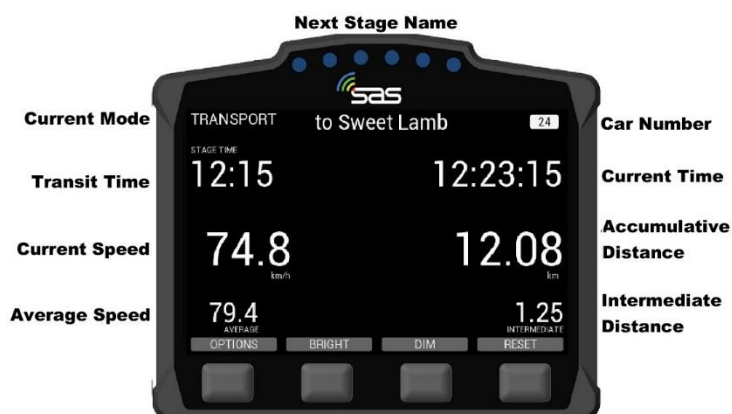 Next Stage Name
sas
Current Mode
TRANSPORT
to Sweet Lamb
24
Car Number
STAGE TIME
Transit Time
12:15
12:23:15
Current Time
Current Speed
74.8
km/h
12.08
km
Accumulative
Distance
Average Speed
79.4
AVERAGE
1.25
INTERMEDIATE
Intermediate
Distance
OPTIONS
BRIGHT
DIM
RESET